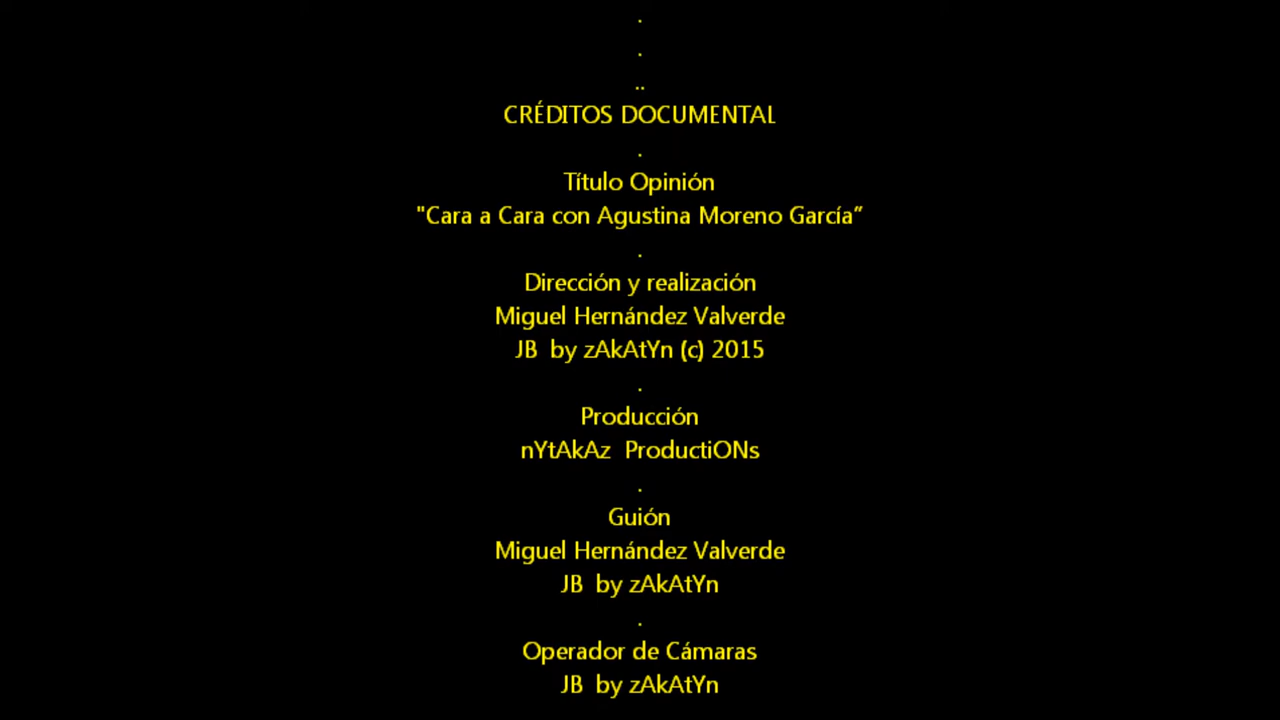 .
.
..
CRÉDITOS DOCUMENTAL
.
Título Opinión
"Cara a Cara con Agustina Moreno García”
.
Dirección y realización
Miguel Hernández Valverde
JB  by zAkAtYn (c) 2015
.
Producción
nYtAkAz  ProductiONs
.
Guión
Miguel Hernández Valverde
JB  by zAkAtYn
.
Operador de Cámaras
JB  by zAkAtYn